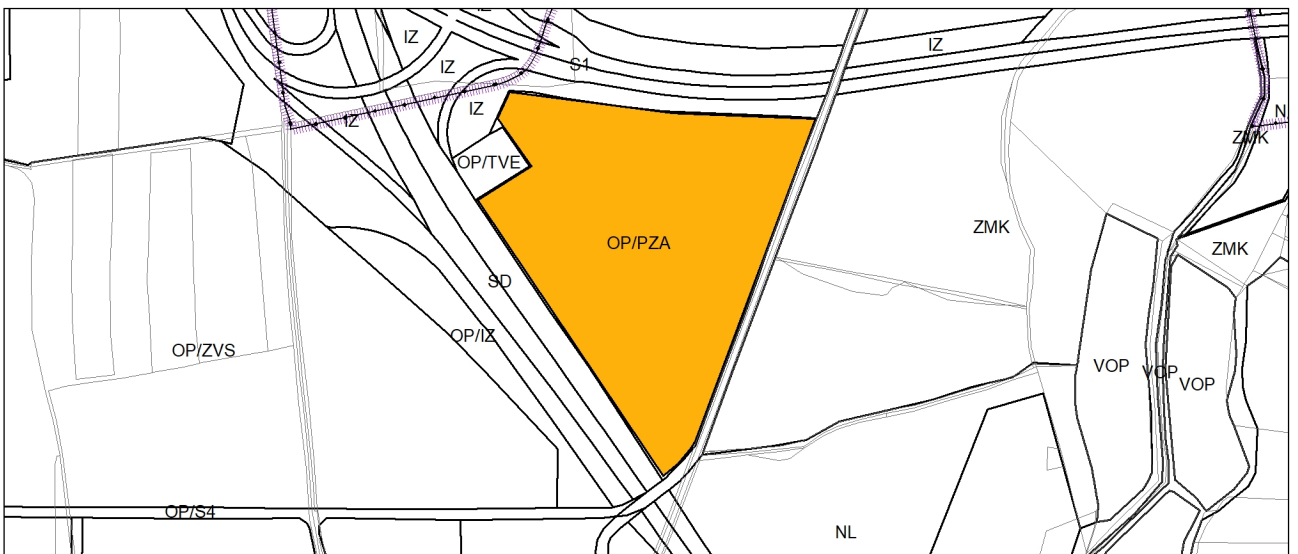 IZ
IZ
IZ
IZ
S1
IZ
IZ
N
ZMK
OP/TVE
ZMK
OP/PZA
ZMK
SD
OP/IZ
OP/ZVS
VOP
VOP
VOP
OP/S4
NL